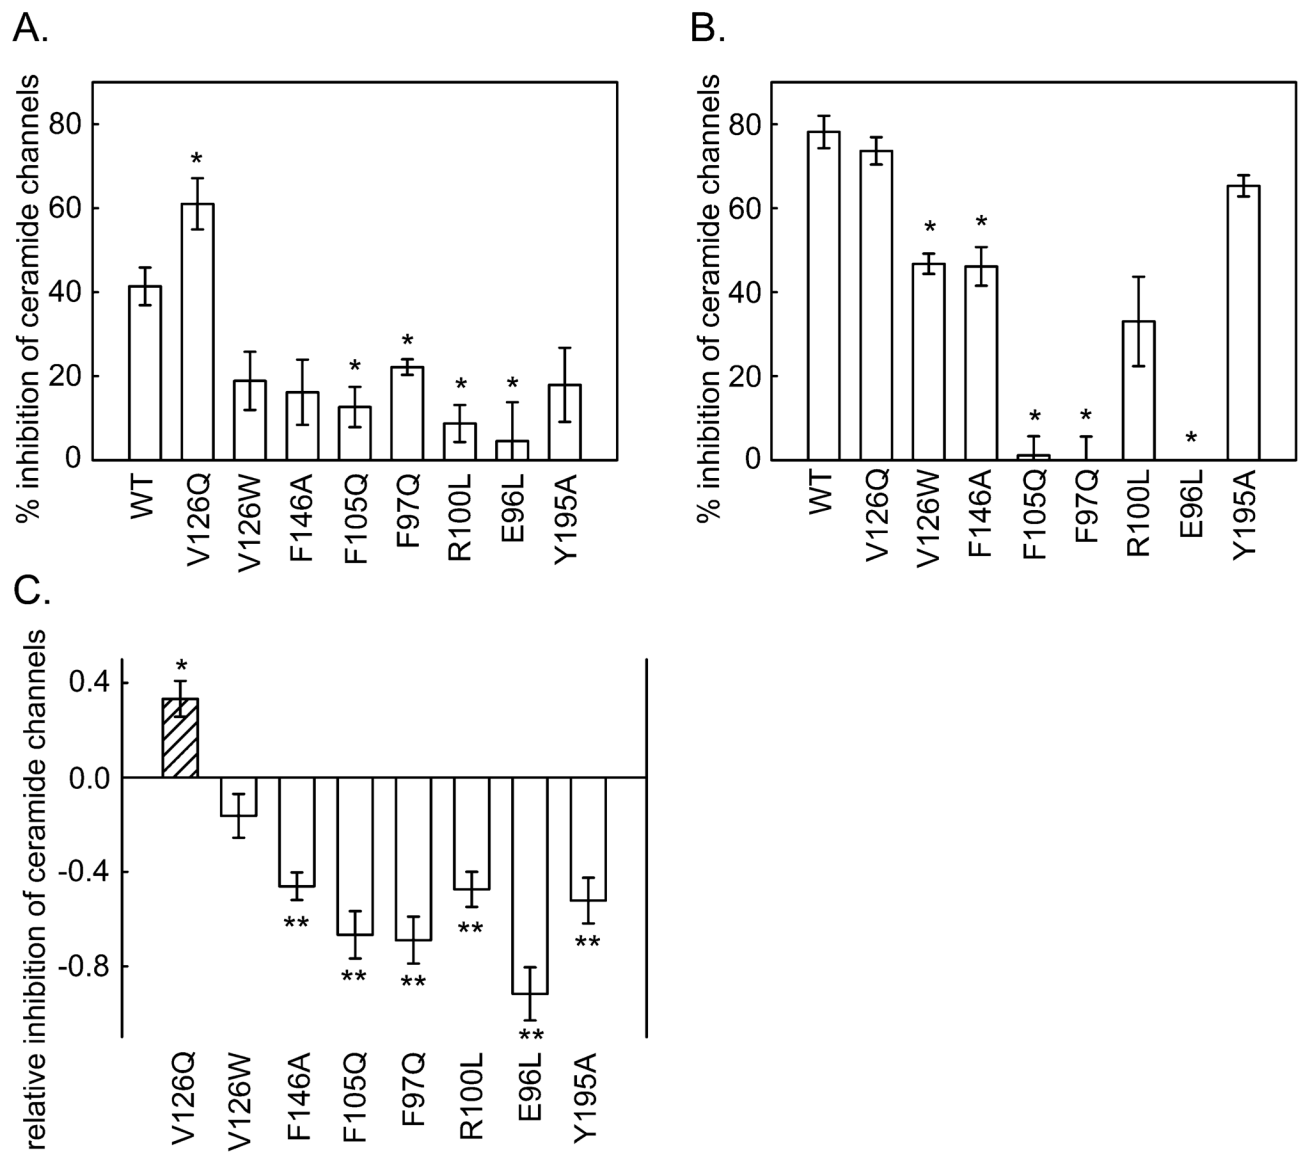 A.
% inhibition of ceramide channels
80
60
40
20
0
*
*
*
*
*
WT
V126Q
V126W
F146A
F105Q
F97Q
R100L
E96L
Y195A
B.
% inhibition of ceramide channels
80
60
40
20
0
*
*
*
*
*
WT
V126Q
V126W
F146A
F105Q
F97Q
R100L
E96L
Y195A
C.
relative inhibition of ceramide channels
0.4
0.0
-0.4
-0.8
*
**
**
**
**
**
**
V126Q
V126W
F146A
F105Q
F97Q
R100L
E96L
Y195A